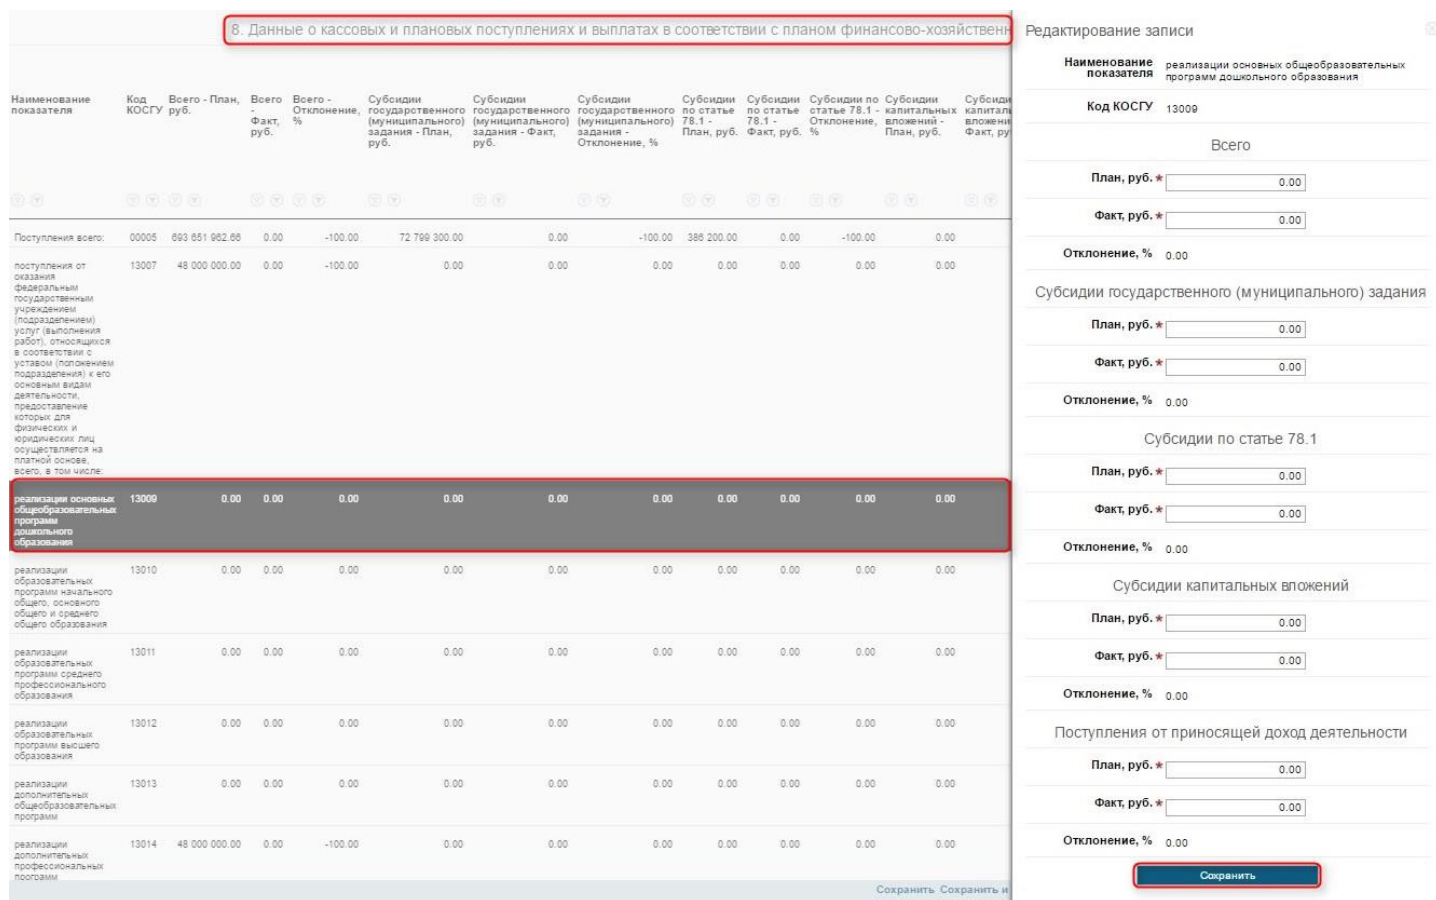 8. Данные о кассовых и плановых поступлениях и выплатах в соответствии с планом финансово-хозяйственн
Наименование показателя
Код КОСГУ
Всего - План, руб.
Всего - Факт, руб.
Всего - Отклонение, %
Субсидии государственного (муниципального) задания - План, руб.
Субсидии государственного (муниципального) задания - Факт, руб.
Субсидии государственного (муниципального) задания - Отклонение, %
Субсидии по статье 78.1 - План, руб.
Субсидии по статье 78.1 - Факт, руб.
Субсидии по статье 78.1 - Отклонение, %
Субсидии капитальных вложений - План, руб.
Субсиди капиталь вложени Факт, ру
Поступления всего: 00005 693 651 962.66 0.00 -100.00 72 799 300.00 0.00 -100.00 386 200.00 0.00 -100.00 0.00
поступления от 13007 48 000 000.00 0.00 -100.00 0.00 0.00 0.00 0.00 0.00 0.00 0.00
оказания
федеральным
государственным
учреждением
(подразделением)
услуг (выполнения
работ), относящихся
в соответствии с
уставом (положением
подразделения) к его
основным видам
деятельности,
предоставление
которых для
физических и
юридических лиц
осуществляется на
платной основе,
всего, в том числе:
реализации основных 13009 0.00 0.00 0.00 0.00 0.00 0.00 0.00 0.00 0.00 0.00
общеобразовательных
программ
дошкольного
образования
реализации 13010 0.00 0.00 0.00 0.00 0.00 0.00 0.00 0.00 0.00 0.00
образовательных
программ начального
общего, основного
общего и среднего
общего образования
реализации 13011 0.00 0.00 0.00 0.00 0.00 0.00 0.00 0.00 0.00 0.00
образовательных
программ среднего
профессионального
образования
реализации 13012 0.00 0.00 0.00 0.00 0.00 0.00 0.00 0.00 0.00 0.00
образовательных
программ высшего
образования
реализации 13013 0.00 0.00 0.00 0.00 0.00 0.00 0.00 0.00 0.00 0.00
дополнительных
общеобразовательных
программ
реализации 13014 48 000 000.00 0.00 -100.00 0.00 0.00 0.00 0.00 0.00 0.00 0.00
дополнительных
профессиональных
программ
Сохранить Сохранить и
Редактирование записи
Наименование показателя реализации основных общеобразовательных
программ дошкольного образования
Код КОСГУ 13009
Всего
План, руб.* 0.00
Факт, руб.* 0.00
Отклонение, % 0.00
Субсидии государственного (муниципального) задания
План, руб.* 0.00
Факт, руб.* 0.00
Отклонение, % 0.00
Субсидии по статье 78.1
План, руб.* 0.00
Факт, руб.* 0.00
Отклонение, % 0.00
Субсидии капитальных вложений
План, руб.* 0.00
Факт, руб.* 0.00
Отклонение, % 0.00
Поступления от приносящей доход деятельности
План, руб.* 0.00
Факт, руб.* 0.00
Отклонение, % 0.00
Сохранить